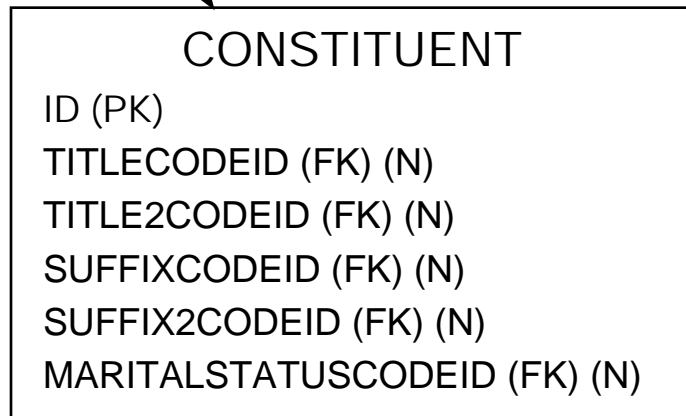 CONSTITUENT
ID (PK)
TITLECODEID (FK) (N)
TITLE2CODEID (FK) (N)
SUFFIXCODEID (FK) (N)
SUFFIX2CODEID (FK) (N)
MARITALSTATUSCODEID (FK) (N)